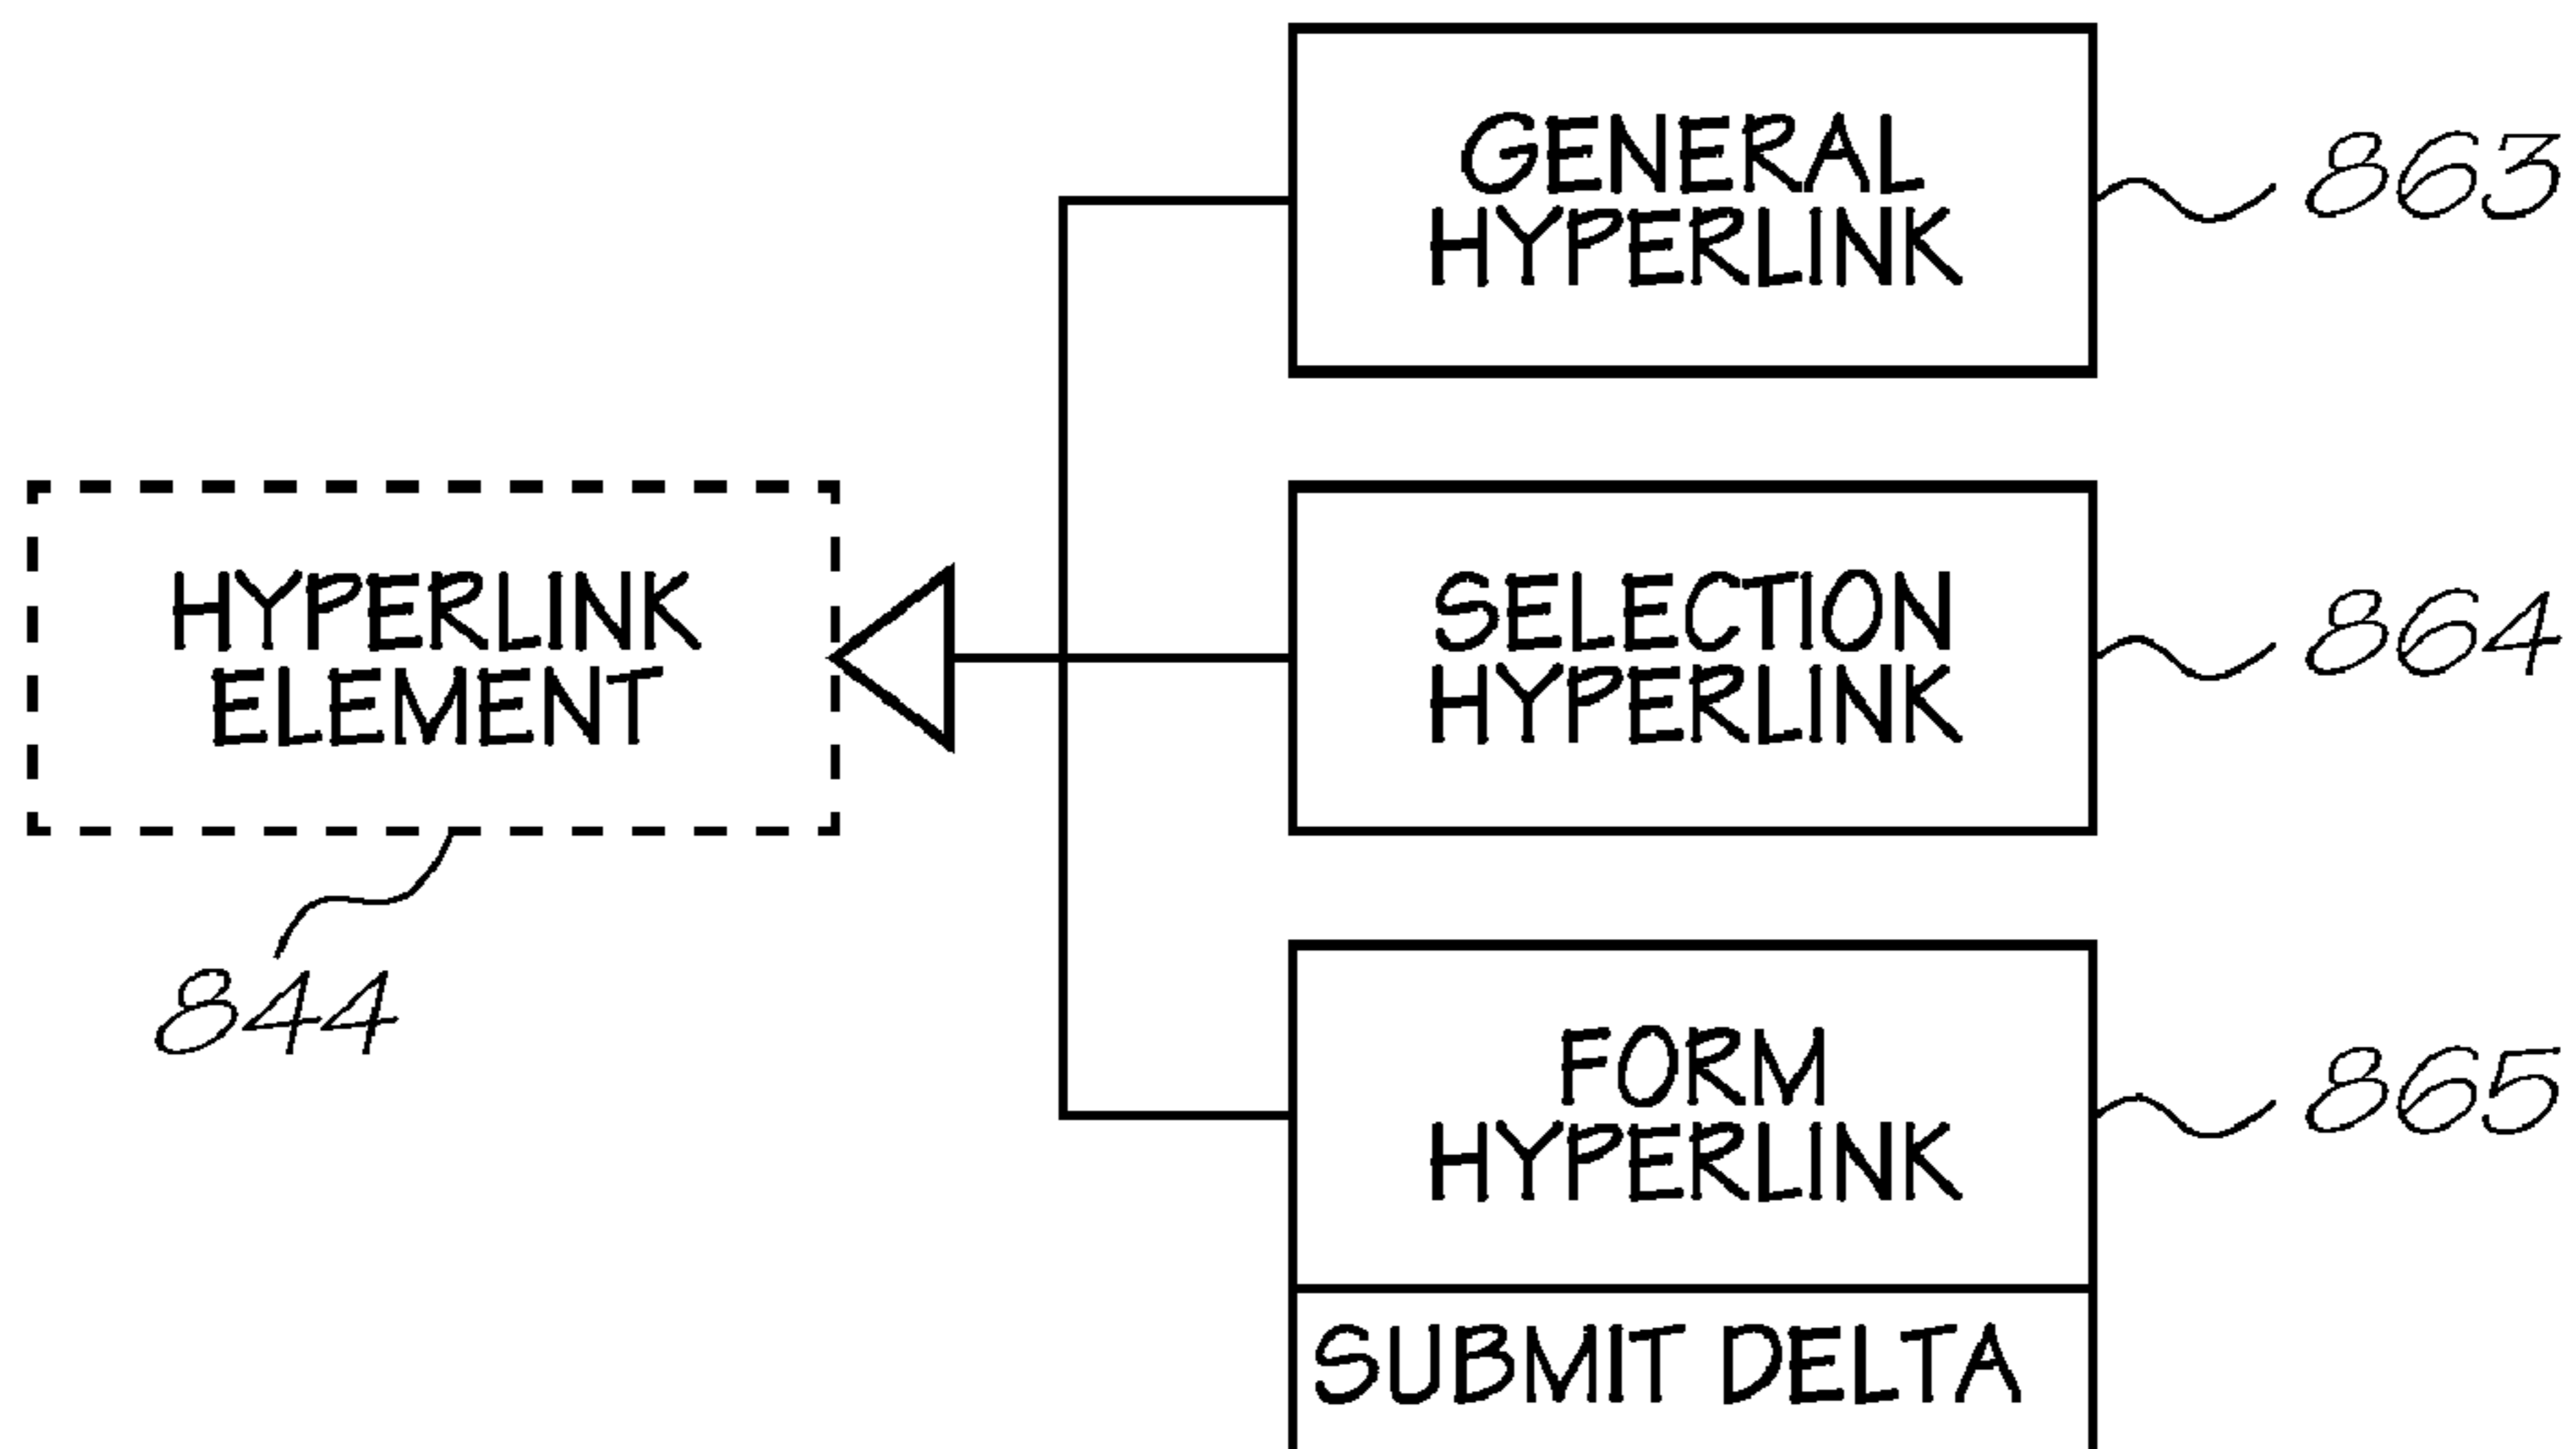 GENERAL
HYPERLINK
863
HYPERLINK
ELEMENT
844
SELECTION
HYPERLINK
864
FORM
HYPERLINK
865
SUBMIT DELTA